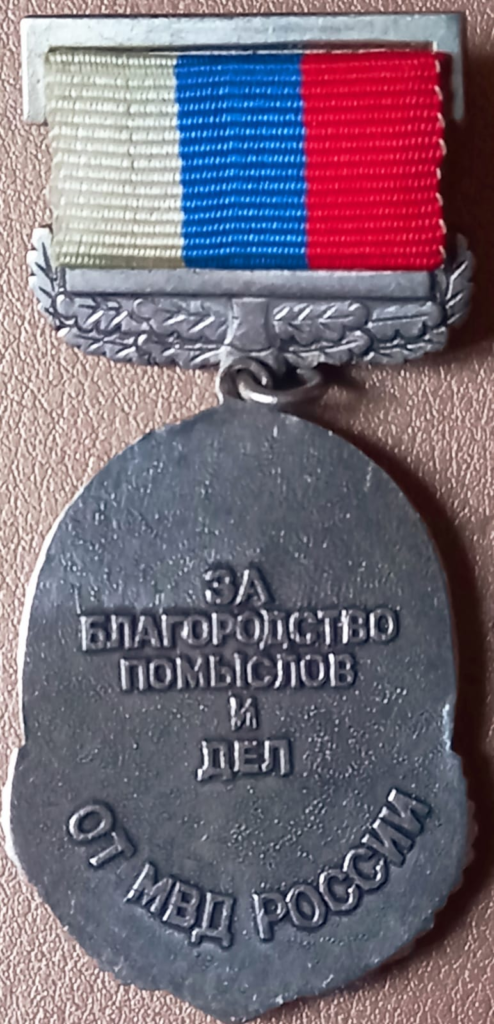 ЗА
БЛАГОРОДСТВО
ПОМЫСЛОВ
И
ДЕЛ
ОТ МВД РОССИИ